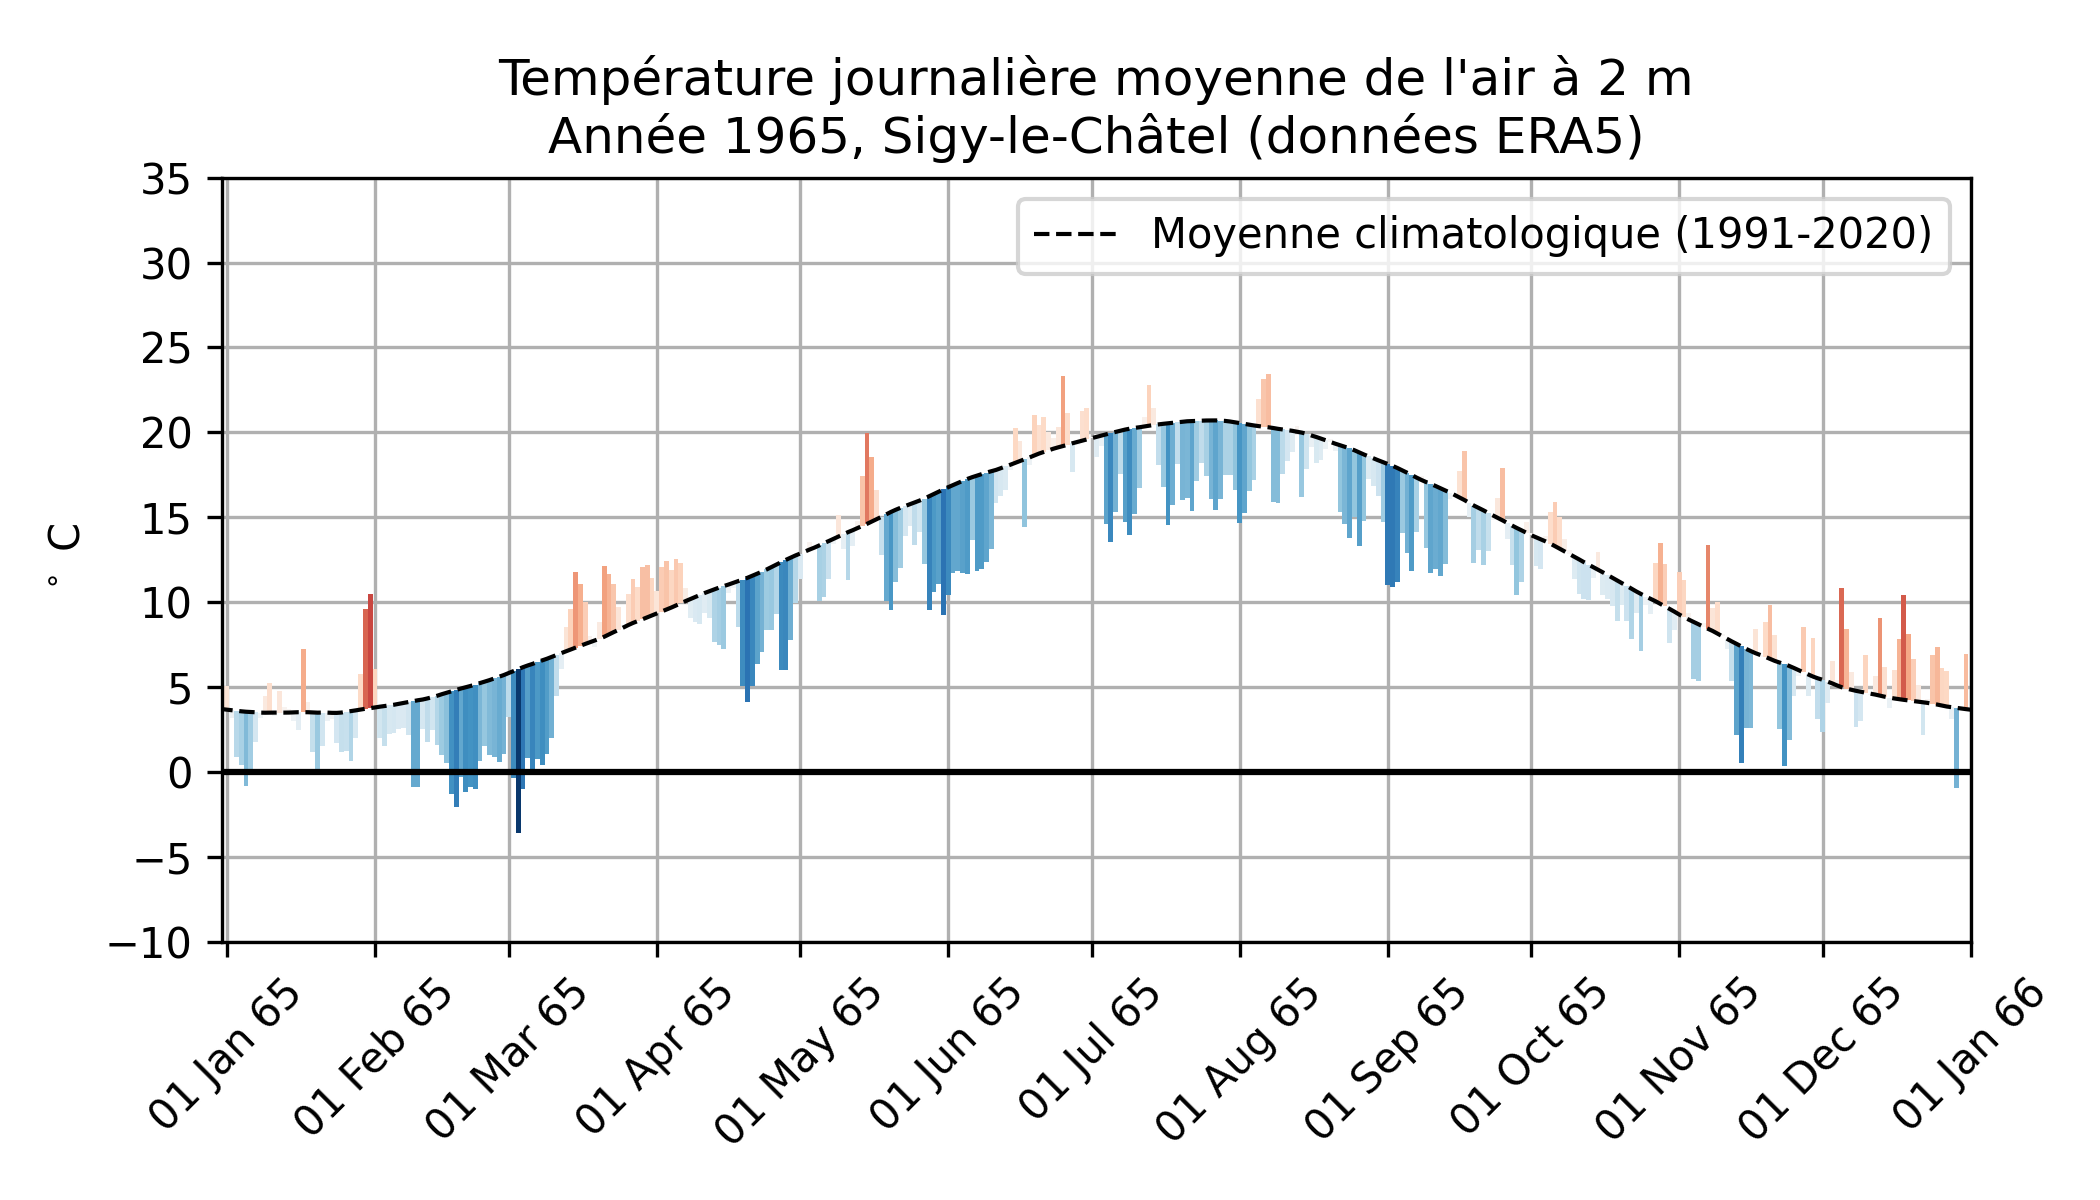 Température journalière moyenne de l'air à 2 m
Année 1965, Sigy-le-Châtel (données ERA5)
Moyenne climatologique (1991-2020)
° C
35
30
25
20
15
10
5
0
−5
−10
01 Jan 65
01 Feb 65
01 Mar 65
01 Apr 65
01 May 65
01 Jun 65
01 Jul 65
01 Aug 65
01 Sep 65
01 Oct 65
01 Nov 65
01 Dec 65
01 Jan 66